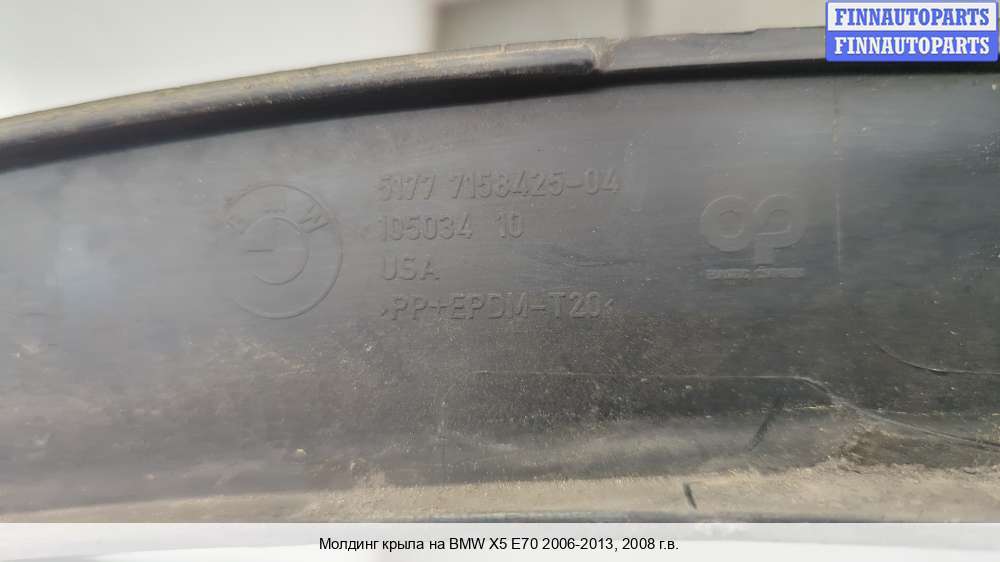 FINNAUTOPARTS
FINNAUTOPARTS
5177 7158425-04
105034 10
USA
>PP+EPDM-T20<
Молдинг крыла на BMW X5 E70 2006-2013, 2008 г.в.